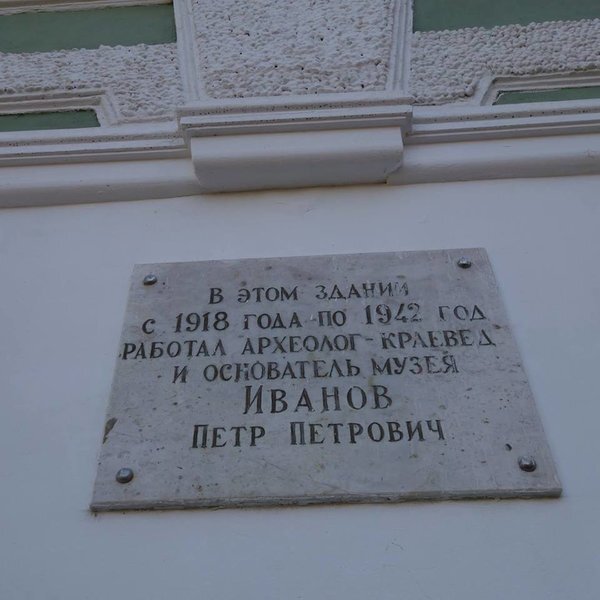 В ЭТОМ ЗДАНИИ
С 1918 ГОДА ПО 1942 ГОД
РАБОТАЛ АРХЕОЛОГ-КРАЕВЕД
И ОСНОВАТЕЛЬ МУЗЕЯ
ИВАНОВ
ПЕТР ПЕТРОВИЧ